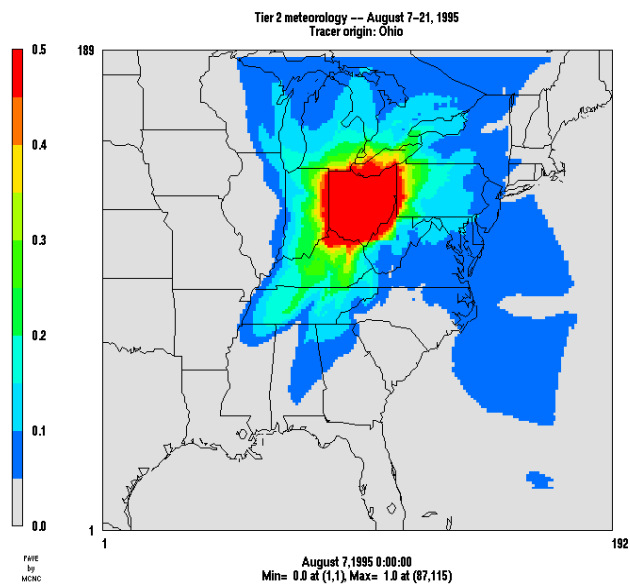 Tier 2 meteorology -- August 7-21, 1995
Tracer origin: Ohio
0.5
0.4
0.3
0.2
0.1
0.0
189
1
1
192
PAVE
by
MCNC
August 7,1995 0:00:00
Min= 0.0 at (1,1), Max= 1.0 at (87,115)